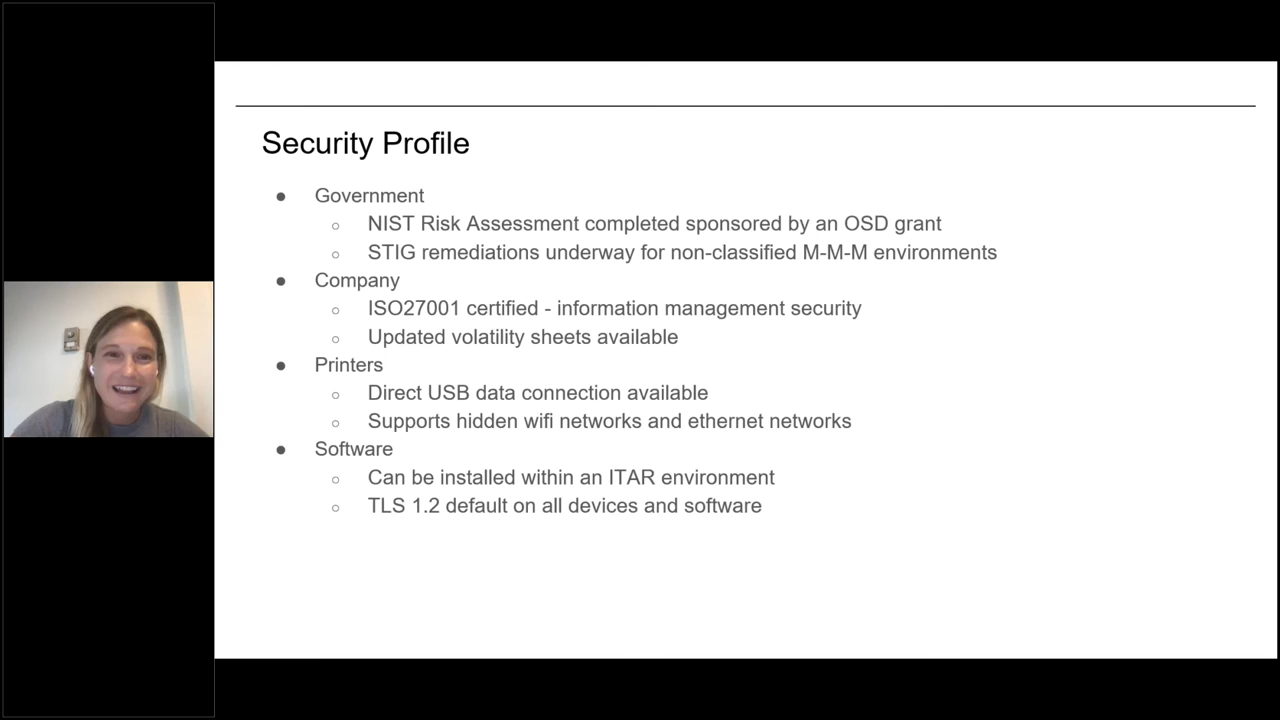 Security Profile
● Government
○ NIST Risk Assessment completed sponsored by an OSD grant
○ STIG remediations underway for non-classified M-M-M environments
● Company
○ ISO27001 certified - information management security
○ Updated volatility sheets available
● Printers
○ Direct USB data connection available
○ Supports hidden wifi networks and ethernet networks
● Software
○ Can be installed within an ITAR environment
○ TLS 1.2 default on all devices and software